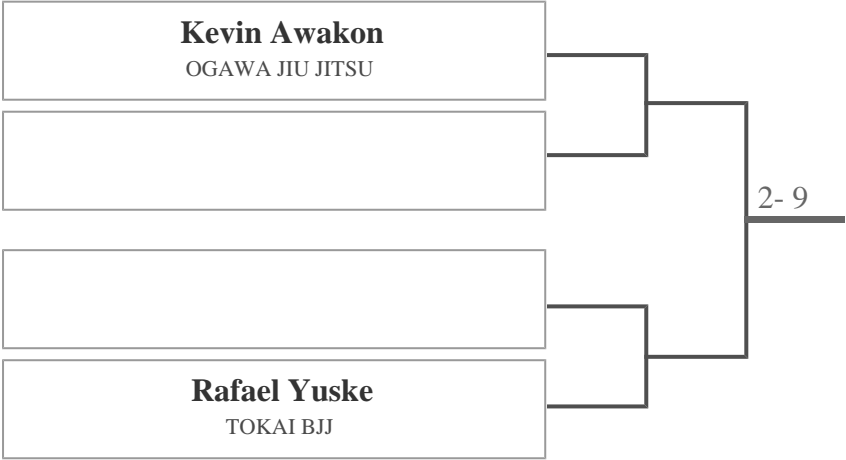 Kevin Awakon
OGAWA JIU JITSU
2- 9
Rafael Yuske
TOKAI BJJ